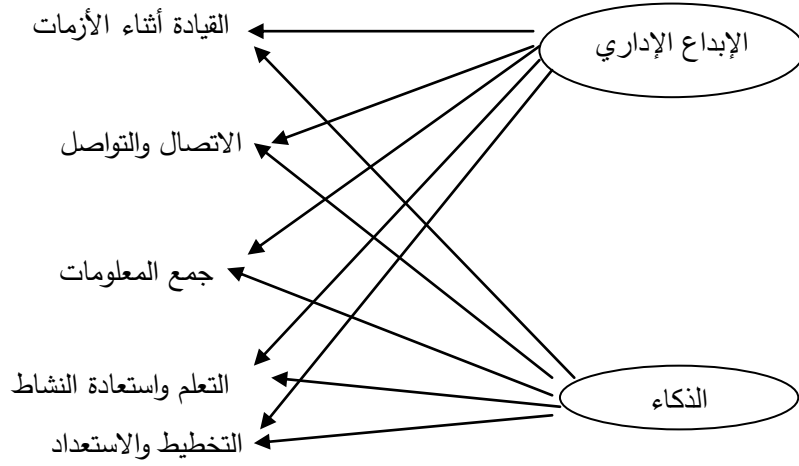 الإبداع الإداري
القيادة أثناء الأزمات
الاتصال والتواصل
جمع المعلومات
الذكاء
التعلم واستعادة النشاط
التخطيط والاستعداد